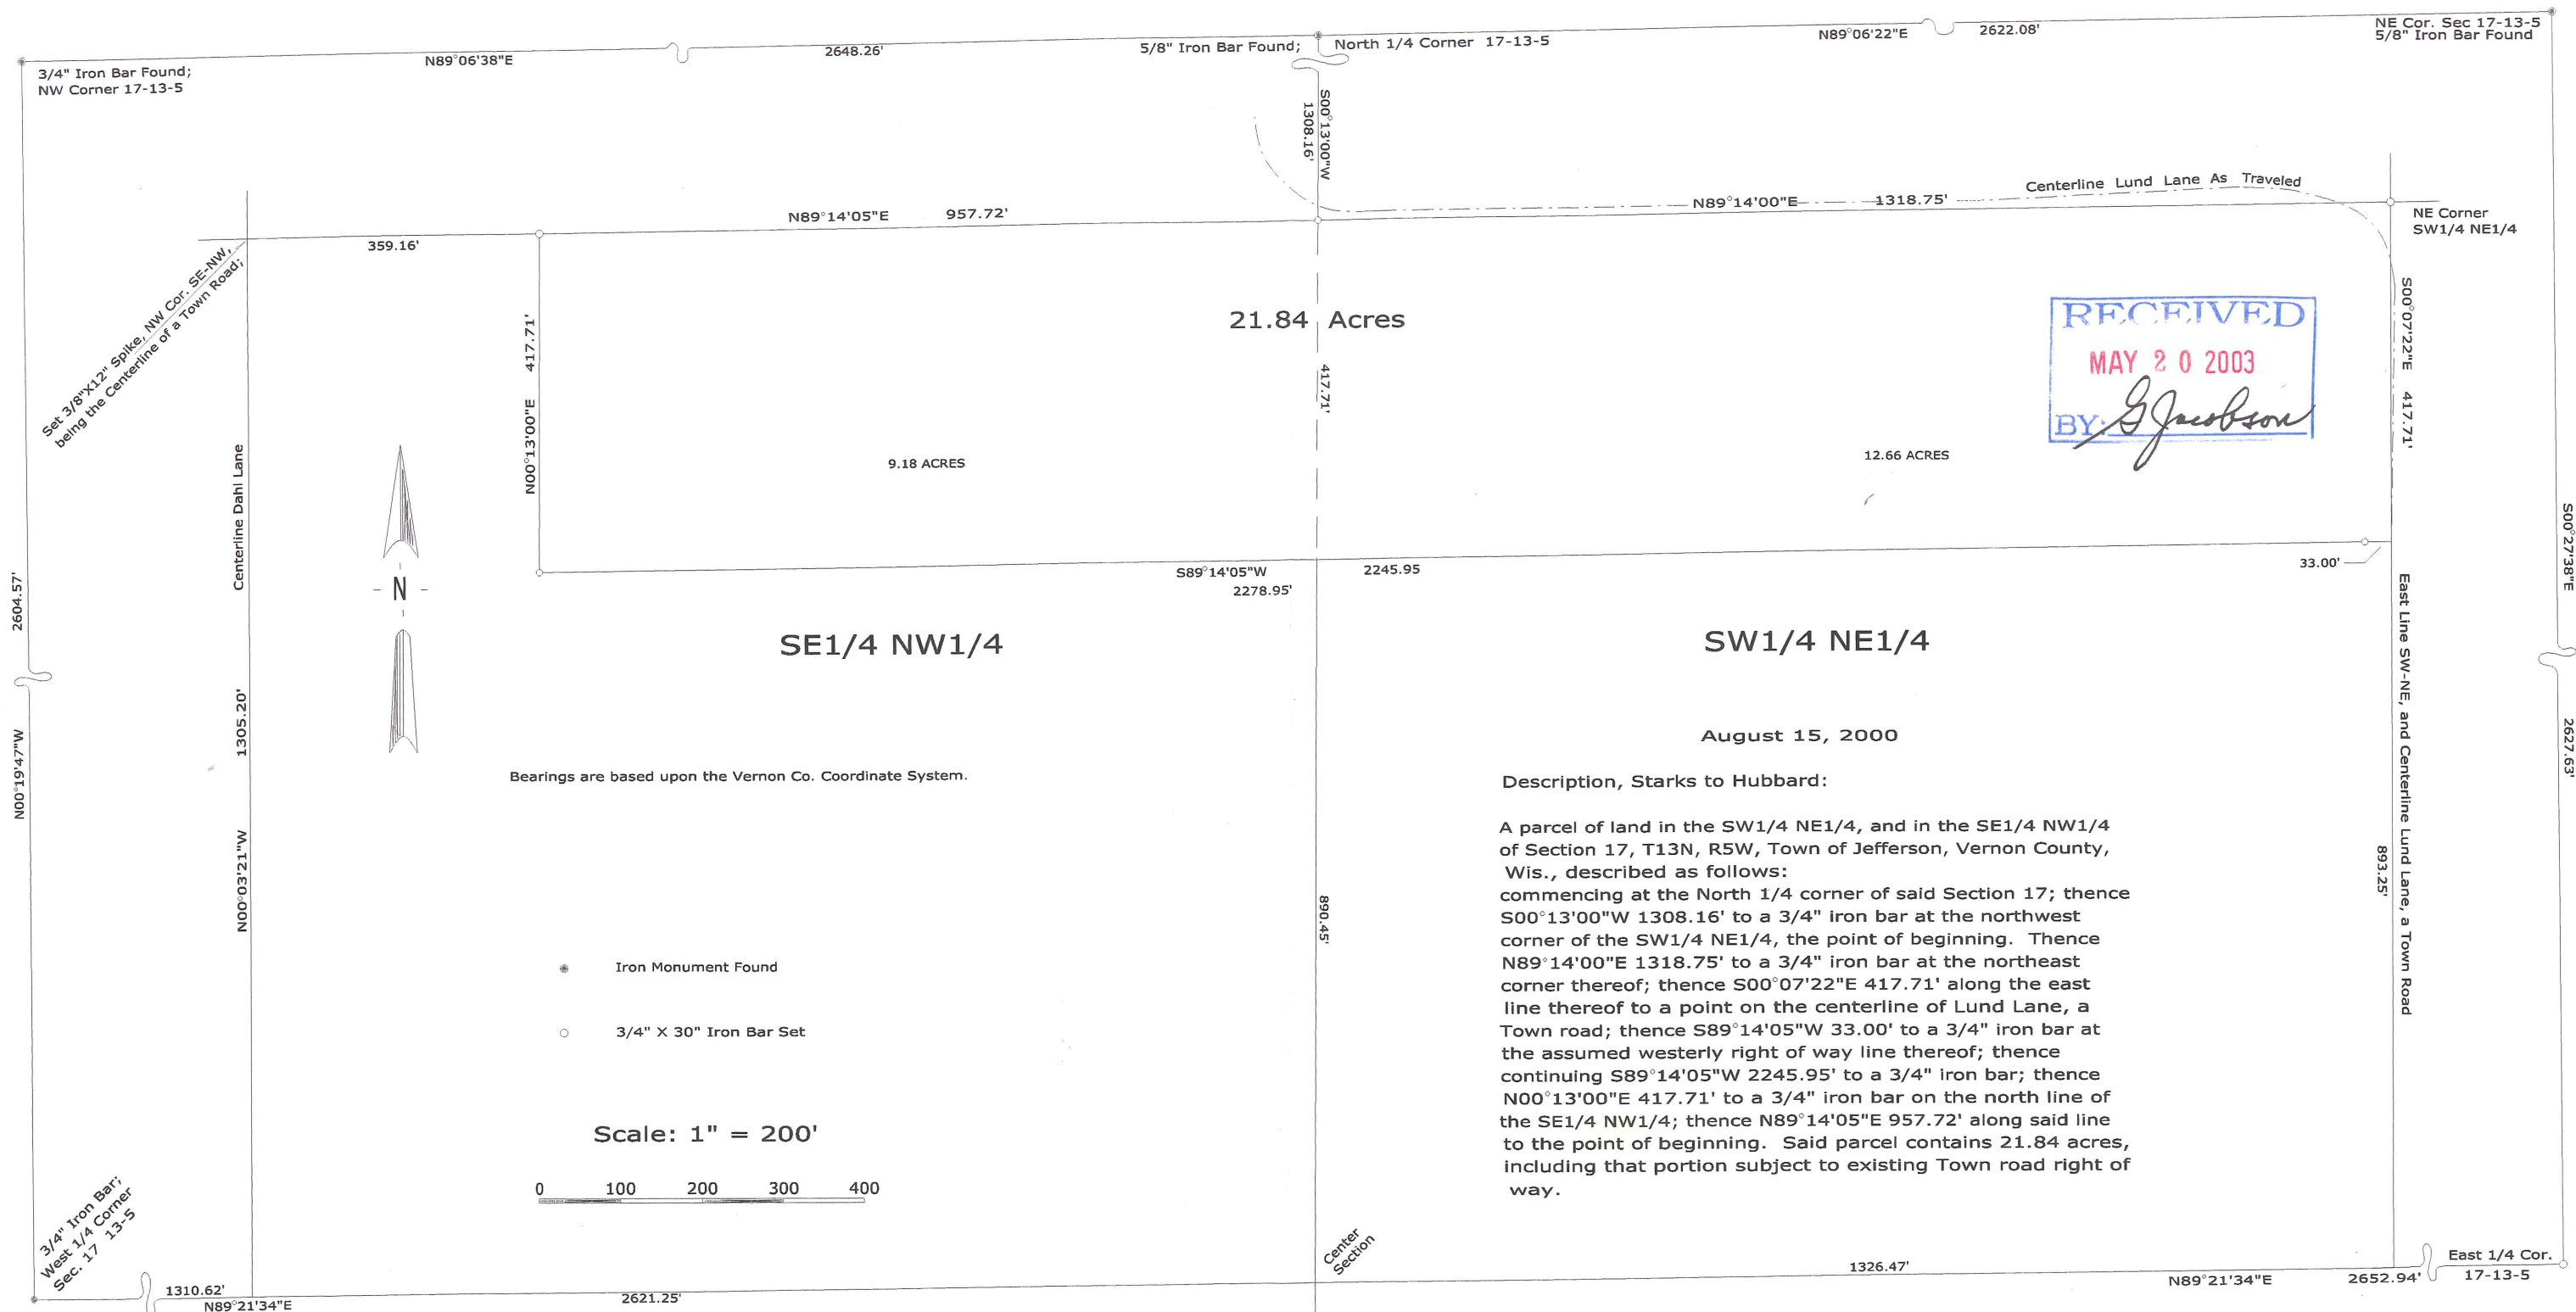 NE Cor. Sec 17-13-5
5/8" Iron Bar Found
N89°06'22"E 2622.08'
North 1/4 Corner 17-13-5
5/8" Iron Bar Found;
2648.26'
N89°06'38"E
3/4" Iron Bar Found;
NW Corner 17-13-5
S00°13'00"W
1308.16'
Centerline Lund Lane As Traveled
N89°14'00"E 1318.75'
N89°14'05"E 957.72'
NE Corner
SW1/4 NE1/4
359.16'
Set 3/8"X12" Spike, NW Cor. SE-NW,
being the Centerline of a Town Road;
21.84 Acres
RECEIVED
MAY 20 2003
BY: G Jacobson
S00°07'22"E 417.71'
N00°13'00"E 417.71'
417.71'
9.18 ACRES
12.66 ACRES
Centerline Dahl Lane
- N -
S89°14'05"W 2245.95
2278.95'
33.00'
S00°27'38"E
2627.63'
2604.57'
N00°19'47"W
1305.20'
N00°03'21"W
SE1/4 NW1/4
SW1/4 NE1/4
East Line SW-NE, and Centerline Lund Lane, a Town Road
893.25'
890.45'
Bearings are based upon the Vernon Co. Coordinate System.
Iron Monument Found
3/4" X 30" Iron Bar Set
Scale: 1" = 200'
0 100 200 300 400
August 15, 2000
Description, Starks to Hubbard:
A parcel of land in the SW1/4 NE1/4, and in the SE1/4 NW1/4
of Section 17, T13N, R5W, Town of Jefferson, Vernon County,
Wis., described as follows:
commencing at the North 1/4 corner of said Section 17; thence
S00°13'00"W 1308.16' to a 3/4" iron bar at the northwest
corner of the SW1/4 NE1/4, the point of beginning. Thence
N89°14'00"E 1318.75' to a 3/4" iron bar at the northeast
corner thereof; thence S00°07'22"E 417.71' along the east
line thereof to a point on the centerline of Lund Lane, a
Town road; thence S89°14'05"W 33.00' to a 3/4" iron bar at
the assumed westerly right of way line thereof; thence
continuing S89°14'05"W 2245.95' to a 3/4" iron bar; thence
N00°13'00"E 417.71' to a 3/4" iron bar on the north line of
the SE1/4 NW1/4; thence N89°14'05"E 957.72' along said line
to the point of beginning. Said parcel contains 21.84 acres,
including that portion subject to existing Town road right of
way.
3/4" Iron Bar;
West 1/4 Corner
Sec. 17 13-5
1310.62'
N89°21'34"E
2621.25'
Center
Section
1326.47'
N89°21'34"E 2652.94'
East 1/4 Cor.
17-13-5